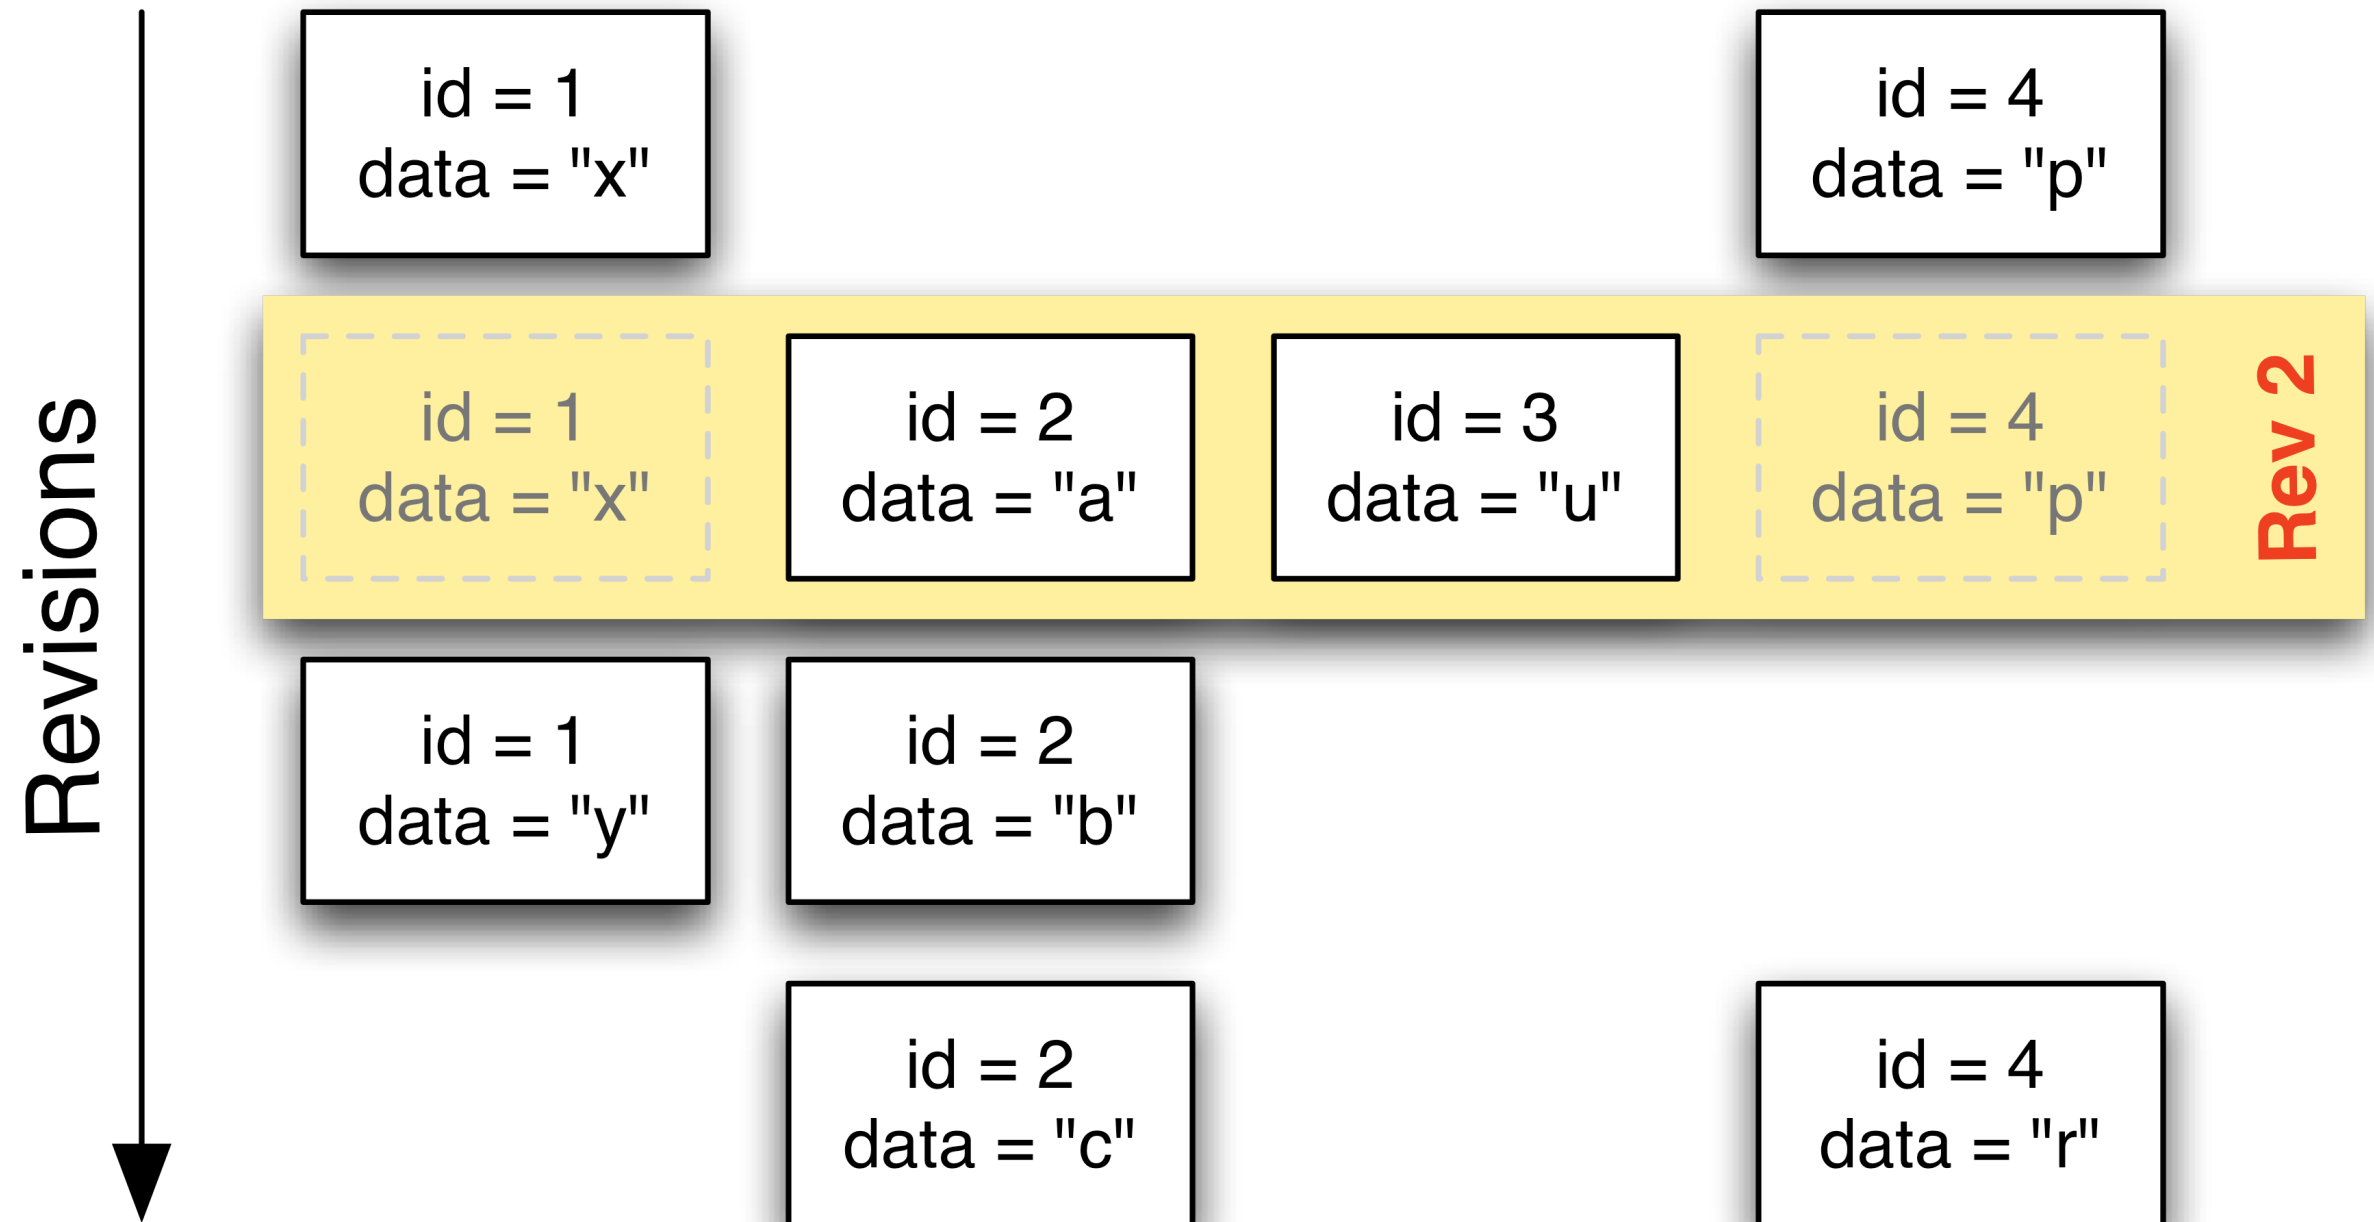 Revisions
id = 1
data = "x"
id = 4
data = "p"
id = 1
data = "x"
id = 2
data = "a"
id = 3
data = "u"
id = 4
data = "p"
Rev 2
id = 1
data = "y"
id = 2
data = "b"
id = 2
data = "c"
id = 4
data = "r"